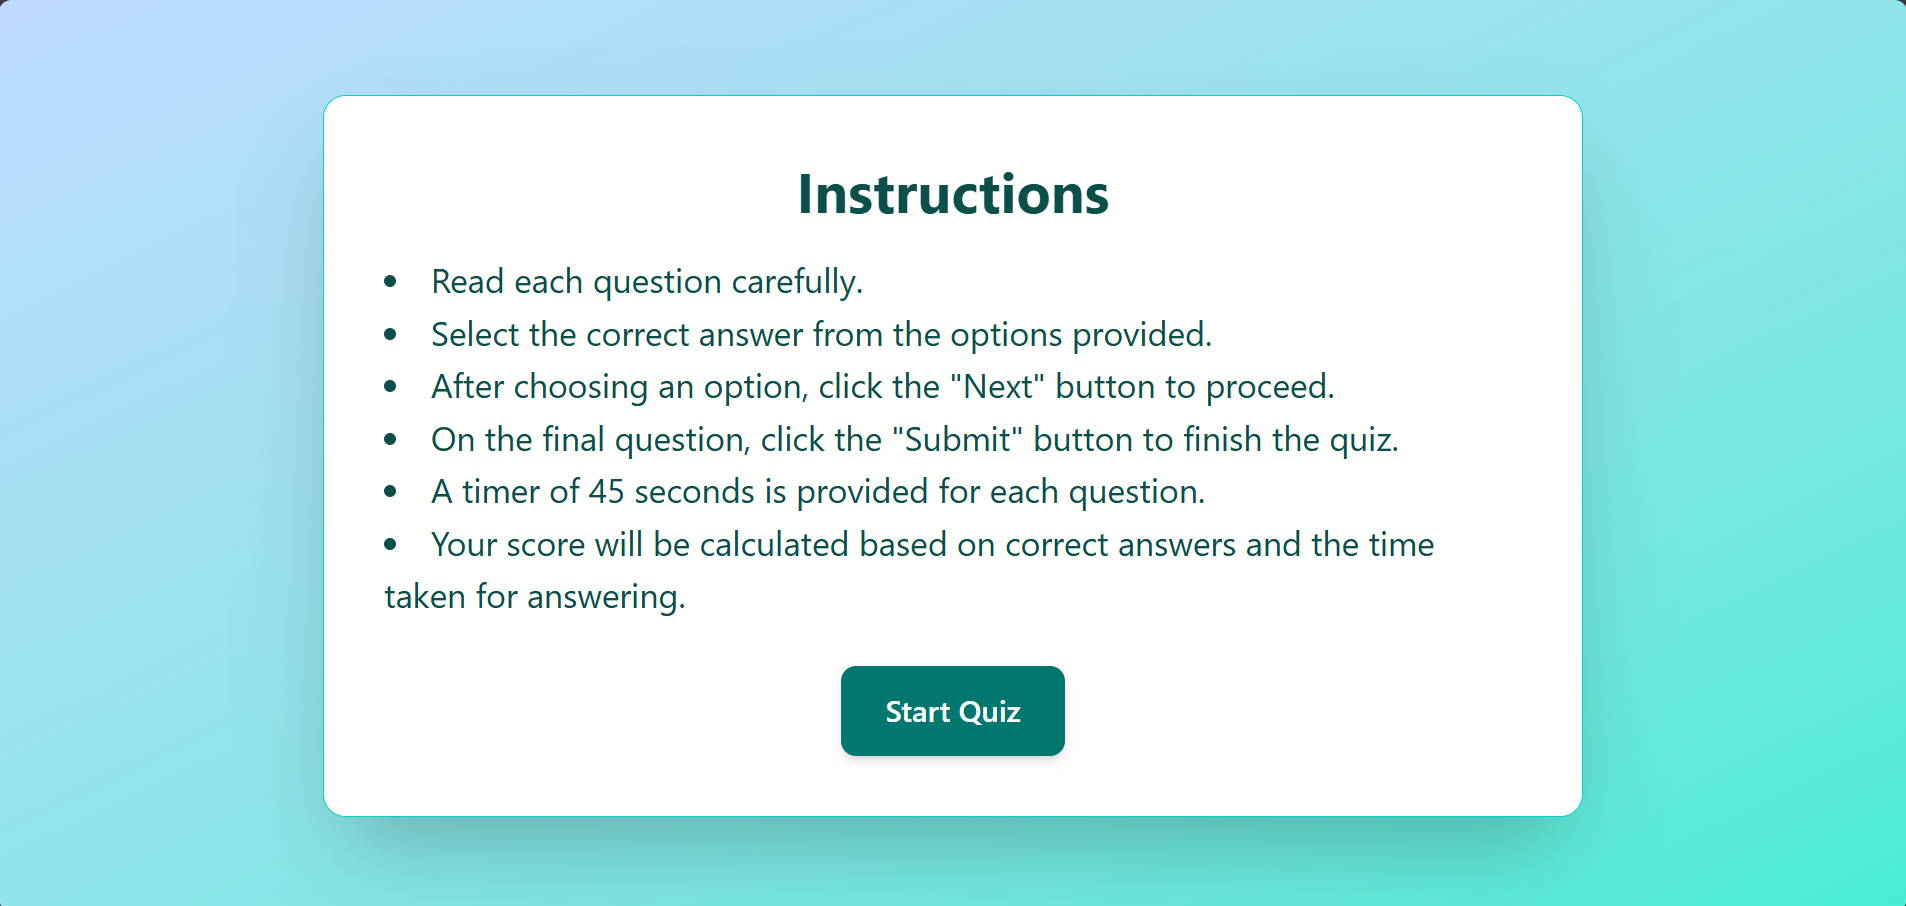 Instructions
• Read each question carefully.
• Select the correct answer from the options provided.
• After choosing an option, click the "Next" button to proceed.
• On the final question, click the "Submit" button to finish the quiz.
• A timer of 45 seconds is provided for each question.
• Your score will be calculated based on correct answers and the time
taken for answering.
Start Quiz